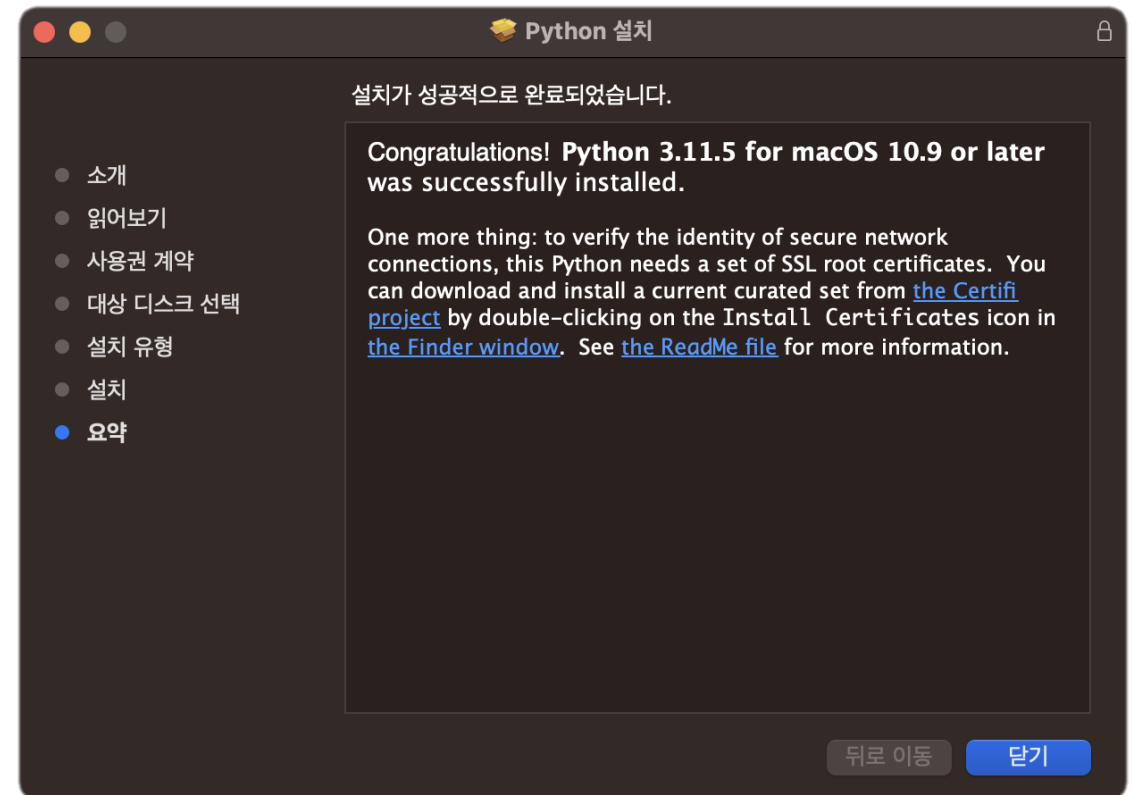 Python 설치
설치가 성공적으로 완료되었습니다.
소개
읽어보기
사용권 계약
대상 디스크 선택
설치 유형
설치
요약
Congratulations! Python 3.11.5 for macOS 10.9 or later
was successfully installed.
One more thing: to verify the identity of secure network
connections, this Python needs a set of SSL root certificates.  You
can download and install a current curated set from the Certifi
project by double-clicking on the Install Certificates icon in
the Finder window.  See the ReadMe file for more information.
뒤로 이동
닫기